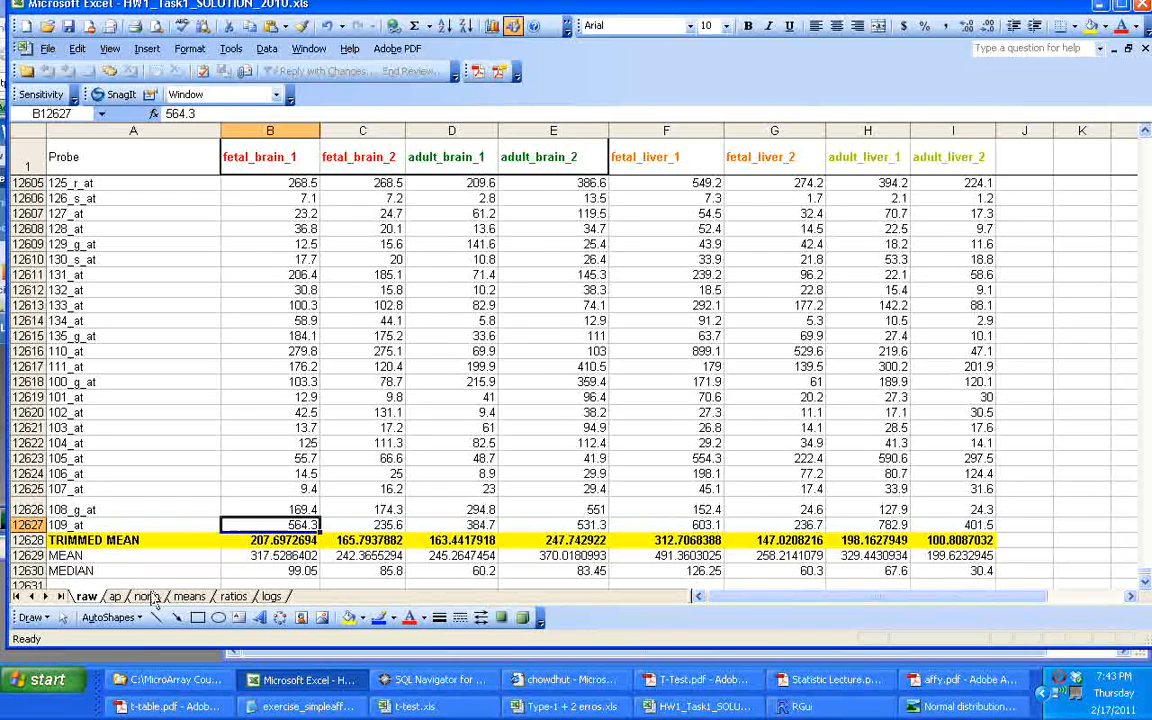 Microsoft Excel - HW1_Task1_SOLUTION_2010.xls
Arial 10 B I U $ % ,
File Edit View Insert Format Tools Data Window Help Adobe PDF Type a question for help
Reply with Changes... End Review...
Sensitivity SnagIt Window
B12627 fx 564.3
A B C D E F G H I J K
1 Probe fetal_brain_1 fetal_brain_2 adult_brain_1 adult_brain_2 fetal_liver_1 fetal_liver_2 adult_liver_1 adult_liver_2
12605 125_r_at 268.5 268.5 209.6 386.6 549.2 274.2 394.2 224.1
12606 126_s_at 7.1 7.2 2.8 13.5 7.3 1.7 2.1 1.2
12607 127_at 23.2 24.7 61.2 119.5 54.5 32.4 70.7 17.3
12608 128_at 36.8 20.1 13.6 34.7 52.4 14.5 22.5 9.7
12609 129_g_at 12.5 15.6 141.6 25.4 43.9 42.4 18.2 11.6
12610 130_s_at 17.7 20 10.8 26.4 33.9 21.8 53.3 18.8
12611 131_at 206.4 185.1 71.4 145.3 239.2 96.2 22.1 58.6
12612 132_at 30.8 15.8 10.2 38.3 18.5 22.8 15.4 9.1
12613 133_at 100.3 102.8 82.9 74.1 292.1 177.2 142.2 88.1
12614 134_at 58.9 44.1 5.8 12.9 91.2 5.3 10.5 2.9
12615 135_g_at 184.1 175.2 33.6 111 63.7 69.9 27.4 10.1
12616 110_at 279.8 275.1 69.9 103 899.1 529.6 219.6 47.1
12617 111_at 176.2 120.4 199.9 410.5 179 139.5 300.2 201.9
12618 100_g_at 103.3 78.7 215.9 359.4 171.9 61 189.9 120.1
12619 101_at 12.9 9.8 41 96.4 70.6 20.2 27.3 30
12620 102_at 42.5 131.1 9.4 38.2 27.3 11.1 17.1 30.5
12621 103_at 13.7 17.2 61 94.9 26.8 14.1 28.5 17.6
12622 104_at 125 111.3 82.5 112.4 29.2 34.9 41.3 14.1
12623 105_at 55.7 66.6 48.7 41.9 554.3 222.4 590.6 297.5
12624 106_at 14.5 25 8.9 29.9 198.1 77.2 80.7 124.4
12625 107_at 9.4 16.2 23 29.4 45.1 17.4 33.9 31.6
12626 108_g_at 169.4 174.3 294.8 551 152.4 24.6 127.9 24.3
12627 109_at 564.3 235.6 384.7 531.3 603.1 236.7 782.9 401.5
12628 TRIMMED MEAN 207.6972694 165.7937882 163.4417918 247.742922 312.7068388 147.0208216 198.1627949 100.8087032
12629 MEAN 317.5286402 242.3655294 245.2647454 370.0180993 491.3603025 258.2141079 329.4430934 199.6232945
12630 MEDIAN 99.05 85.8 60.2 83.45 126.25 60.3 67.6 30.4
12631
raw ap norm means ratios logs
Draw AutoShapes
Ready
start C:\MicroArray Cou... Microsoft Excel - H... SQL Navigator for ... chowdhut - Micros... T-Test.pdf - Adob... Statistic Lecture.p... affy.pdf - Adobe A... 7:43 PM
Thursday
t-table.pdf - Adob... exercise_simpleaff... t-test.xls Type-1 + 2 erros.xls HW1_Task1_SOLU... RGui Normal distribution... 2/17/2011